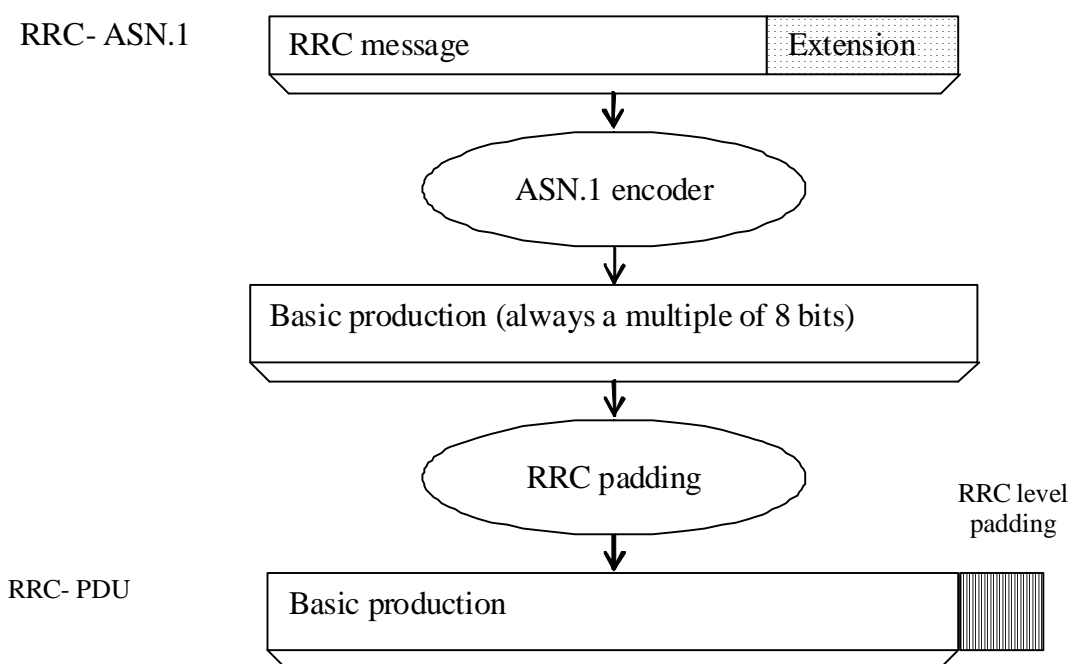 RRC- ASN.1
RRC message
Extension
ASN.1 encoder
Basic production (always a multiple of 8 bits)
RRC padding
RRC level
padding
RRC- PDU
Basic production